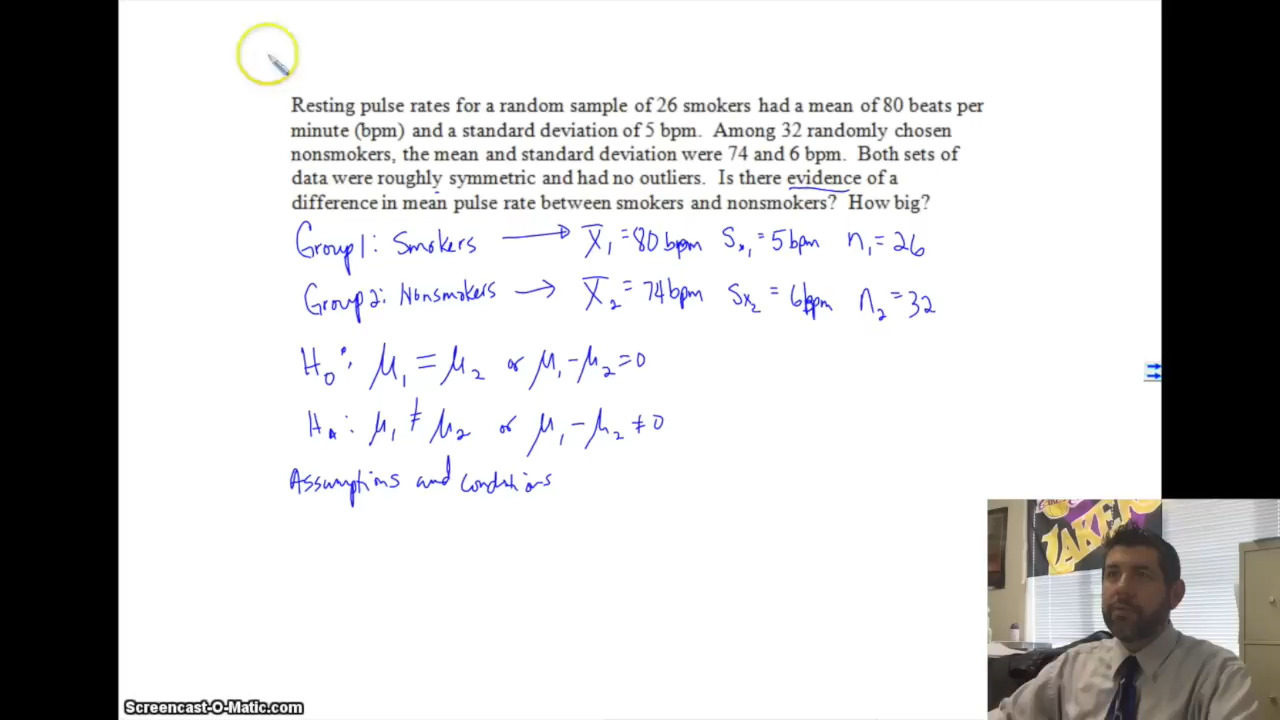 Resting pulse rates for a random sample of 26 smokers had a mean of 80 beats per
minute (bpm) and a standard deviation of 5 bpm. Among 32 randomly chosen
nonsmokers, the mean and standard deviation were 74 and 6 bpm. Both sets of
data were roughly symmetric and had no outliers. Is there evidence of a
difference in mean pulse rate between smokers and nonsmokers? How big?
Group 1: Smokers → x̄₁ = 80 bpm Sx₁ = 5 bpm n₁ = 26
Group 2: Nonsmokers → x̄₂ = 74 bpm Sx₂ = 6 bpm n₂ = 32
H₀: μ₁ = μ₂ or μ₁ - μ₂ = 0
Hₐ: μ₁ ≠ μ₂ or μ₁ - μ₂ ≠ 0
Assumptions and conditions
LAKERS
Screencast-O-Matic.com